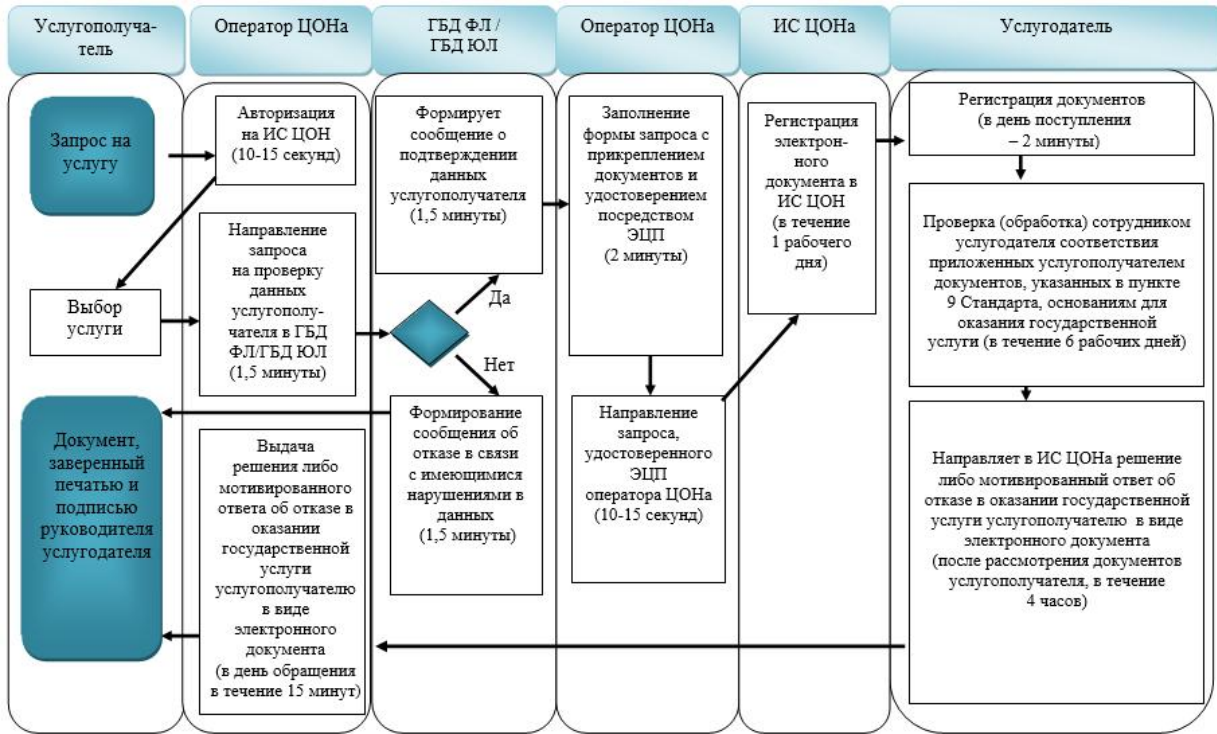 Услугополуча-
тель
Оператор ЦОНа
ГБД ФЛ /
ГБД ЮЛ
Оператор ЦОНа
ИС ЦОНа
Услугодатель
Запрос на
услугу
Авторизация
на ИС ЦОН
(10-15 секунд)
Выбор
услуги
Направление
запроса
на проверку
данных
услугополу-
чателя в ГБД
ФЛ/ГБД ЮЛ
(1,5 минуты)
Формирует
сообщение о
подтверждении
данных
услугополучателя
(1,5 минуты)
Да
Нет
Формирование
сообщения об
отказе в связи
с имеющимися
нарушениями в
данных
(1,5 минуты)
Заполнение
формы запроса с
прикреплением
документов и
удостоверением
посредством
ЭЦП
(2 минуты)
Направление
запроса,
удостоверенного
ЭЦП
оператора ЦОНа
(10-15 секунд)
Регистрация
электрон-
ного
документа в
ИС ЦОН
(в течение
1 рабочего
дня)
Регистрация документов
(в день поступления
– 2 минуты)
Проверка (обработка) сотрудником
услугодателя соответствия
приложенных услугополучателем
документов, указанных в пункте
9 Стандарта, основаниям для
оказания государственной
услуги (в течение 6 рабочих дней)
Направляет в ИС ЦОНа решение
либо мотивированный ответ об
отказе в оказании государственной
услуги услугополучателю в виде
электронного документа
(после рассмотрения документов
услугополучателя, в течение
4 часов)
Выдача
решения либо
мотивированного
ответа об отказе в
оказании
государственной
услуги
услугополучателю
в виде
электронного
документа
(в день обращения
в течение 15 минут)
Документ,
заверенный
печатью и
подписью
руководителя
услугодателя